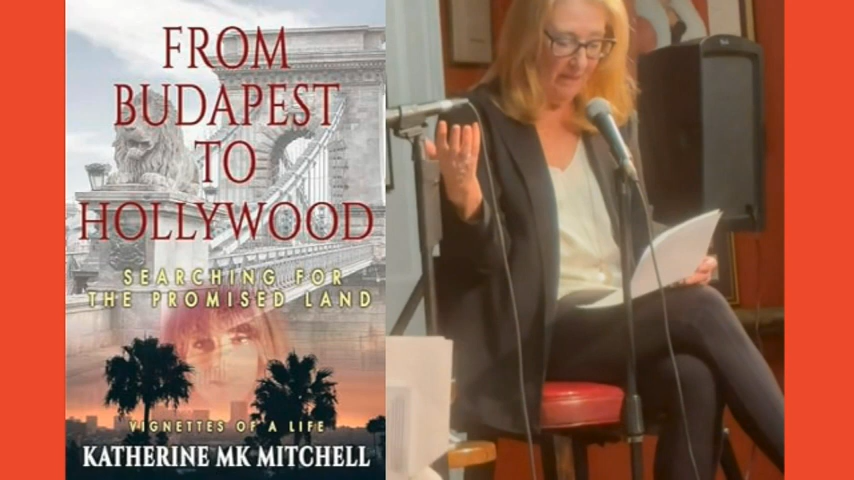 FROM
BUDAPEST
TO
HOLLYWOOD
SEARCHING FOR
THE PROMISED LAND
VIGNETTES OF A LIFE
KATHERINE MK MITCHELL